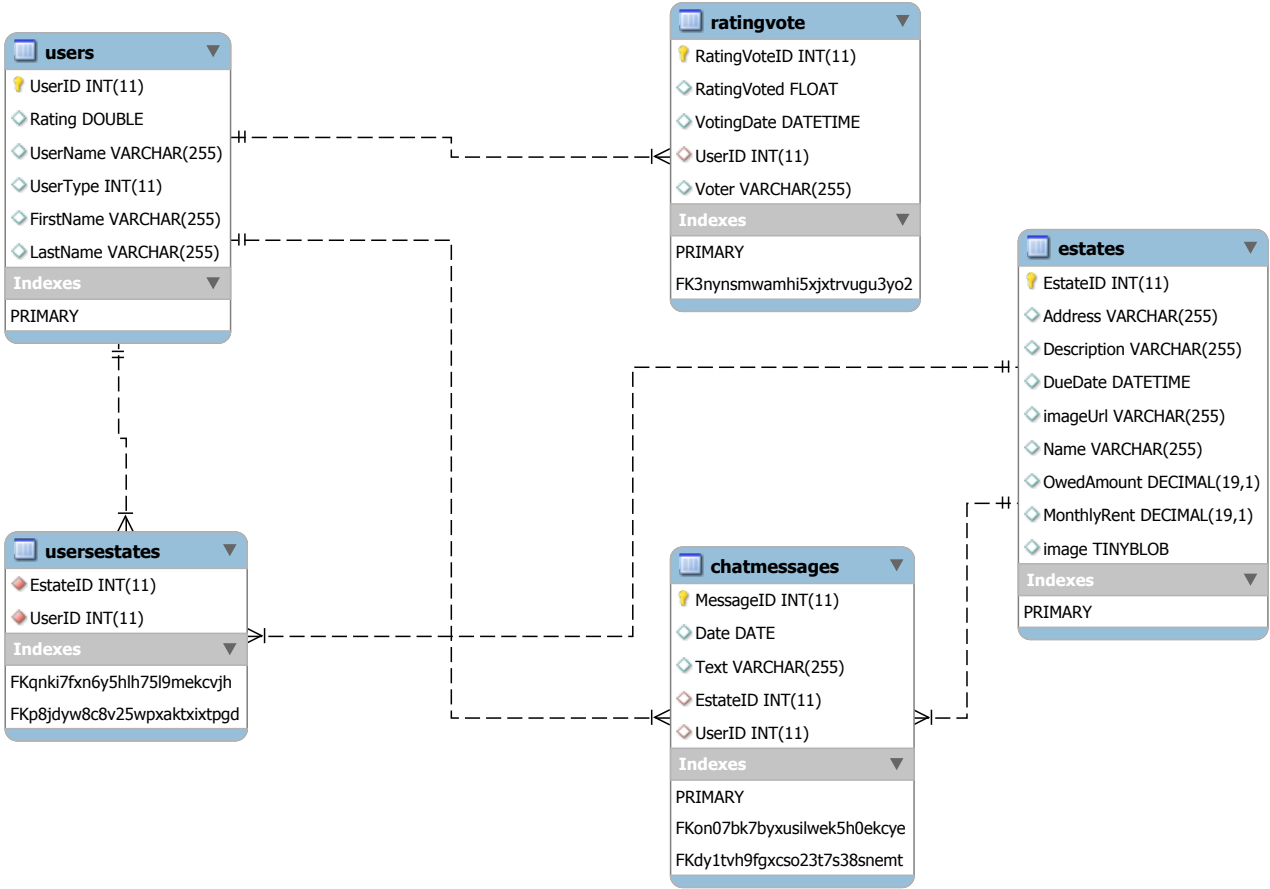 users
UserID INT(11)
Rating DOUBLE
UserName VARCHAR(255)
UserType INT(11)
FirstName VARCHAR(255)
LastName VARCHAR(255)
Indexes
PRIMARY
ratingvote
RatingVoteID INT(11)
RatingVoted FLOAT
VotingDate DATETIME
UserID INT(11)
Voter VARCHAR(255)
Indexes
PRIMARY
FK3nynsmwamhi5xjxtrvugu3yo2
estates
EstateID INT(11)
Address VARCHAR(255)
Description VARCHAR(255)
DueDate DATETIME
imageUrl VARCHAR(255)
Name VARCHAR(255)
OwedAmount DECIMAL(19,1)
MonthlyRent DECIMAL(19,1)
image TINYBLOB
Indexes
PRIMARY
usersestates
EstateID INT(11)
UserID INT(11)
Indexes
FKqnki7fxn6y5hlh75l9mekcvjh
FKp8jdyw8c8v25wpxaktxixtpgd
chatmessages
MessageID INT(11)
Date DATE
Text VARCHAR(255)
EstateID INT(11)
UserID INT(11)
Indexes
PRIMARY
FKon07bk7byxusilwek5h0ekcye
FKdy1tvh9fgxcso23t7s38snemt